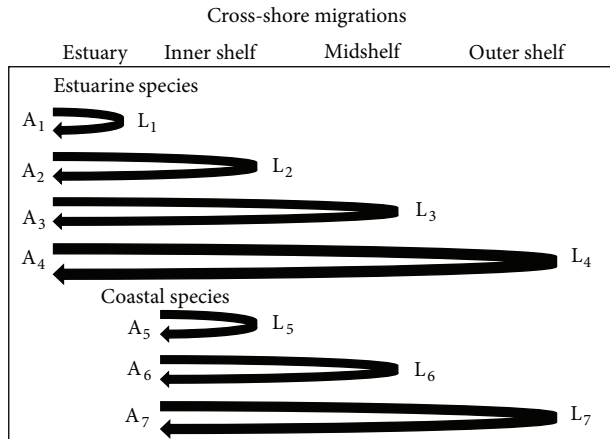 Cross-shore migrations
Estuary Inner shelf Midshelf Outer shelf
Estuarine species
A₁ L₁
A₂ L₂
A₃ L₃
A₄ L₄
Coastal species
A₅ L₅
A₆ L₆
A₇ L₇